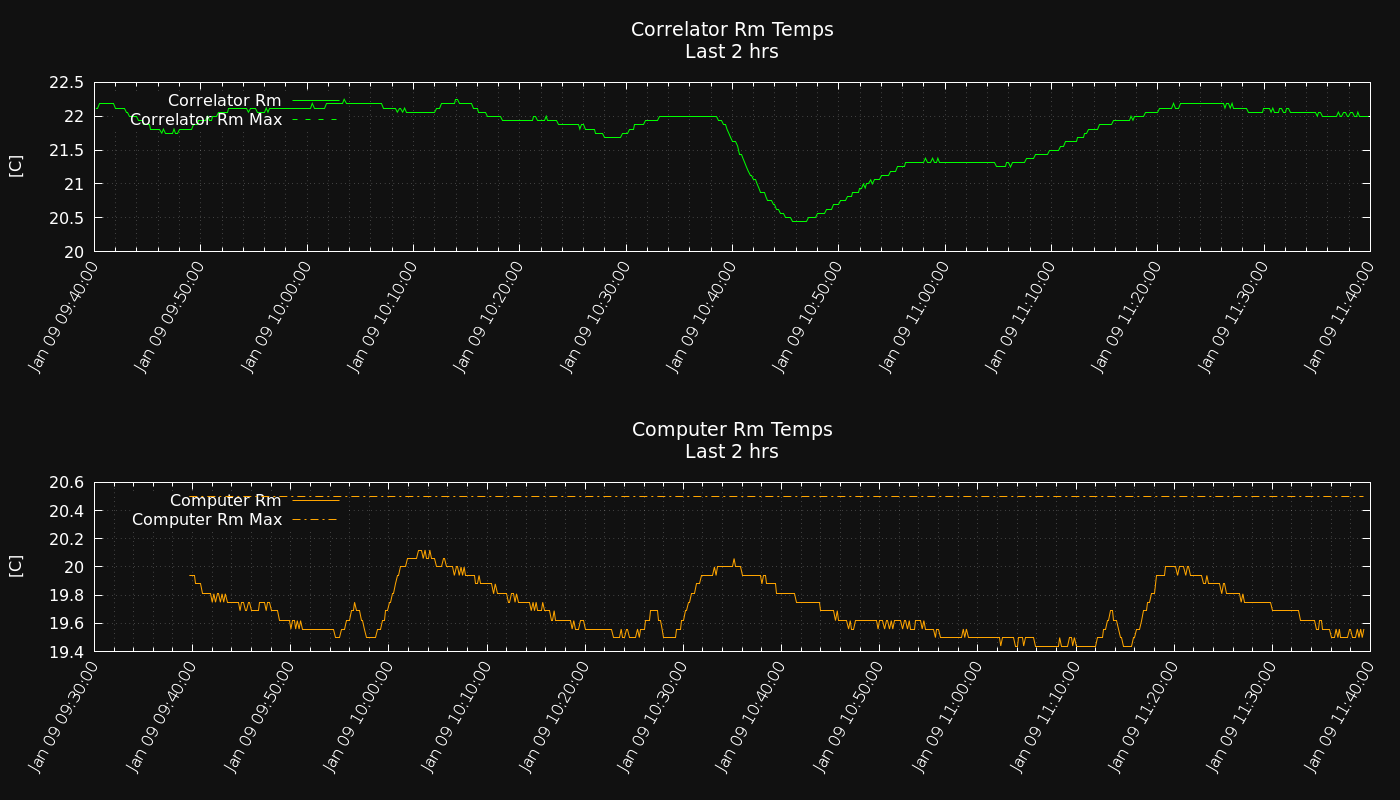 Correlator Rm Temps
Last 2 hrs
Correlator Rm
Correlator Rm Max
[C]
22.5
22
21.5
21
20.5
20
Jan 09 09:40:00
Jan 09 09:50:00
Jan 09 10:00:00
Jan 09 10:10:00
Jan 09 10:20:00
Jan 09 10:30:00
Jan 09 10:40:00
Jan 09 10:50:00
Jan 09 11:00:00
Jan 09 11:10:00
Jan 09 11:20:00
Jan 09 11:30:00
Jan 09 11:40:00
Computer Rm Temps
Last 2 hrs
Computer Rm
Computer Rm Max
[C]
20.6
20.4
20.2
20
19.8
19.6
19.4
Jan 09 09:30:00
Jan 09 09:40:00
Jan 09 09:50:00
Jan 09 10:00:00
Jan 09 10:10:00
Jan 09 10:20:00
Jan 09 10:30:00
Jan 09 10:40:00
Jan 09 10:50:00
Jan 09 11:00:00
Jan 09 11:10:00
Jan 09 11:20:00
Jan 09 11:30:00
Jan 09 11:40:00